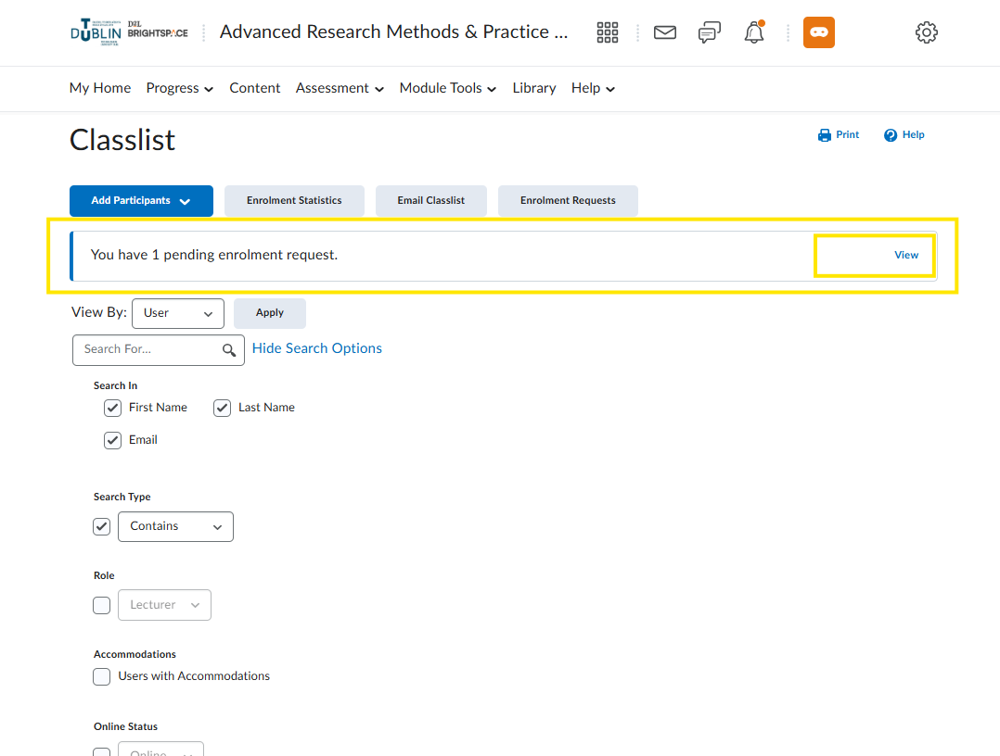 DUBLIN D2L BRIGHTSPACE Advanced Research Methods & Practice ...
My Home Progress Content Assessment Module Tools Library Help
Classlist
Print Help
Add Participants Enrolment Statistics Email Classlist Enrolment Requests
You have 1 pending enrolment request. View
View By: User Apply
Search For... Hide Search Options
Search In
First Name Last Name
Email
Search Type
Contains
Role
Lecturer
Accommodations
Users with Accommodations
Online Status
Online